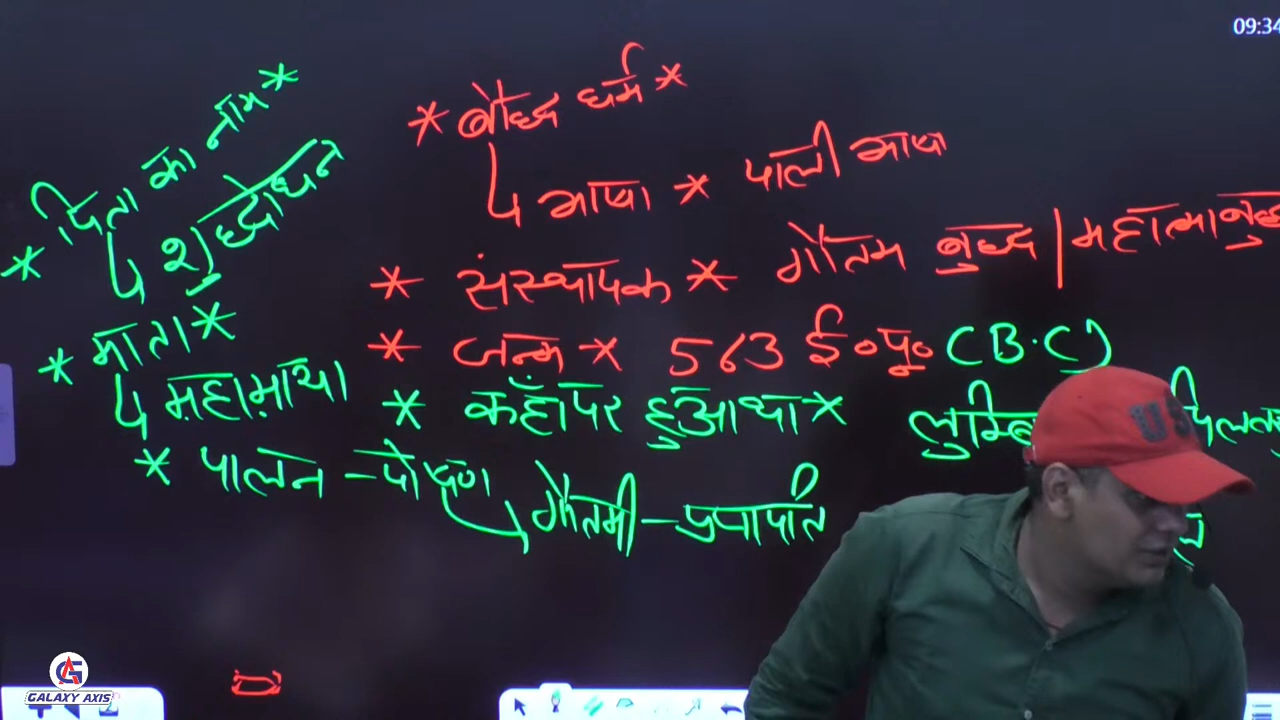 09:34
* पिता का नाम *
↳ शुद्धोधन
* माता *
↳ महामाया
* बौद्ध धर्म *
↳ भाषा * पाली भाषा
* संस्थापक * गौतम बुद्ध | महात्मा बुद्ध
* जन्म * 563 ई०पू० (B.C)
* कहाँ पर हुआ था *
* पालन - पोषण
↳ गौतमी - प्रजापति
US
GALAXY AXIS